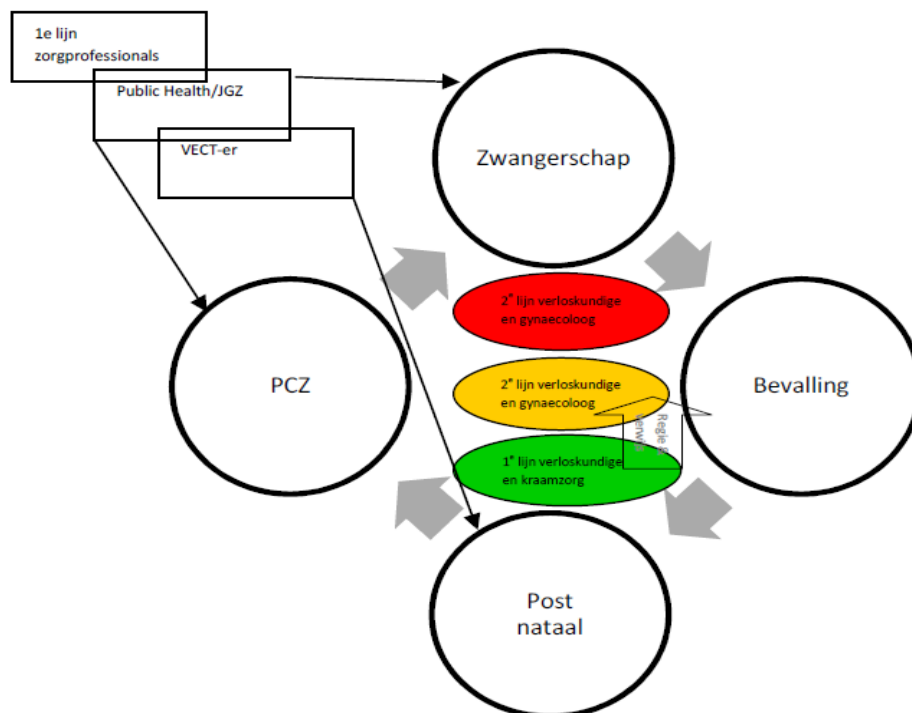 1e lijn
zorgprofessionals
Public Health/JGZ
VECT-er
Zwangerschap
2e lijn verloskundige
en gynaecoloog
PCZ
2e lijn verloskundige
en gynaecoloog
Bevalling
Regie &
1e lijn verloskundige
en kraamzorg
Post
nataal